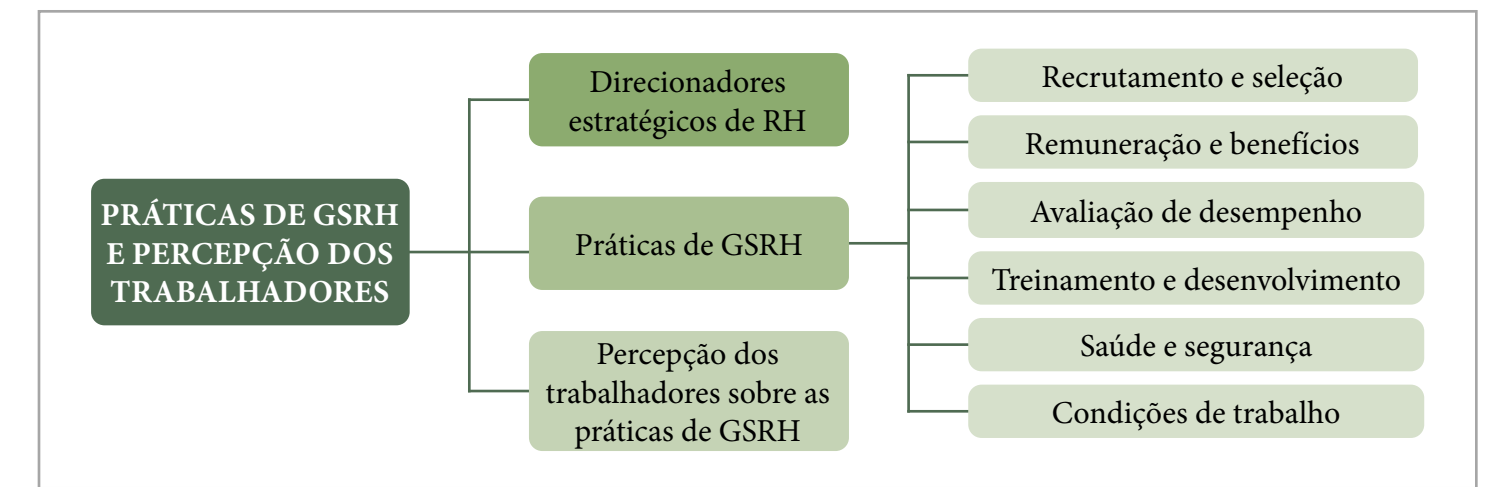 PRÁTICAS DE GSRH
E PERCEPÇÃO DOS
TRABALHADORES
Direcionadores
estratégicos de RH
Práticas de GSRH
Percepção dos
trabalhadores sobre as
práticas de GSRH
Recrutamento e seleção
Remuneração e benefícios
Avaliação de desempenho
Treinamento e desenvolvimento
Saúde e segurança
Condições de trabalho